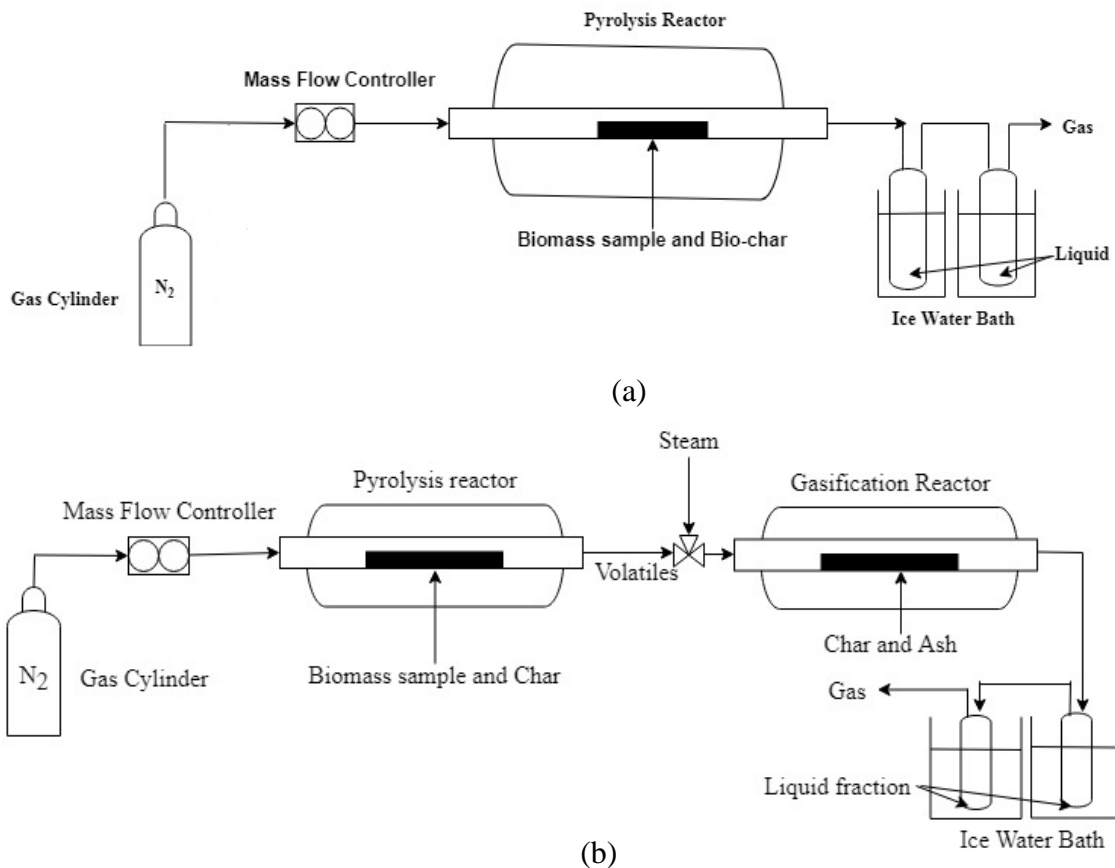 Pyrolysis Reactor
Mass Flow Controller
Gas
Biomass sample and Bio-char
Liquid
Gas Cylinder
N2
Ice Water Bath
(a)
Steam
Pyrolysis reactor
Gasification Reactor
Mass Flow Controller
Volatiles
Char and Ash
N2
Gas Cylinder
Biomass sample and Char
Gas
Liquid fraction
Ice Water Bath
(b)